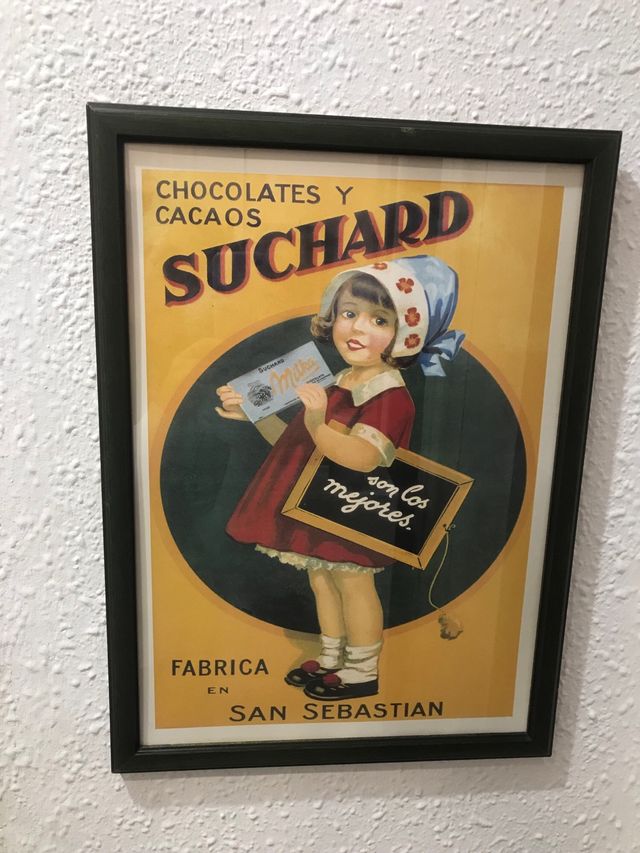 CHOCOLATES Y
CACAOS
SUCHARD
SUCHARD
Milka
son los
mejores.
FABRICA
EN
SAN SEBASTIAN